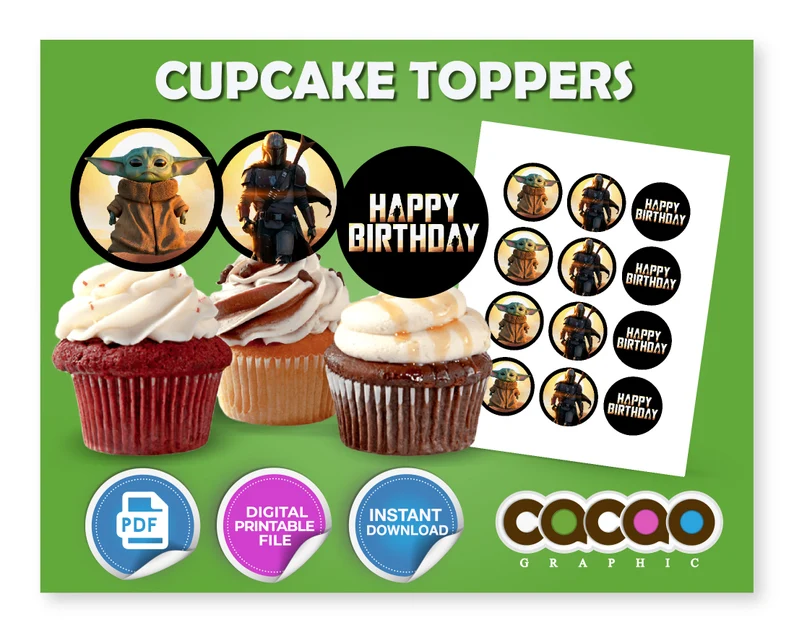 CUPCAKE TOPPERS
HAPPY
BIRTHDAY
HAPPY
BIRTHDAY
HAPPY
BIRTHDAY
HAPPY
BIRTHDAY
HAPPY
BIRTHDAY
PDF
DIGITAL
PRINTABLE
FILE
INSTANT
DOWNLOAD
cacao
GRAPHIC